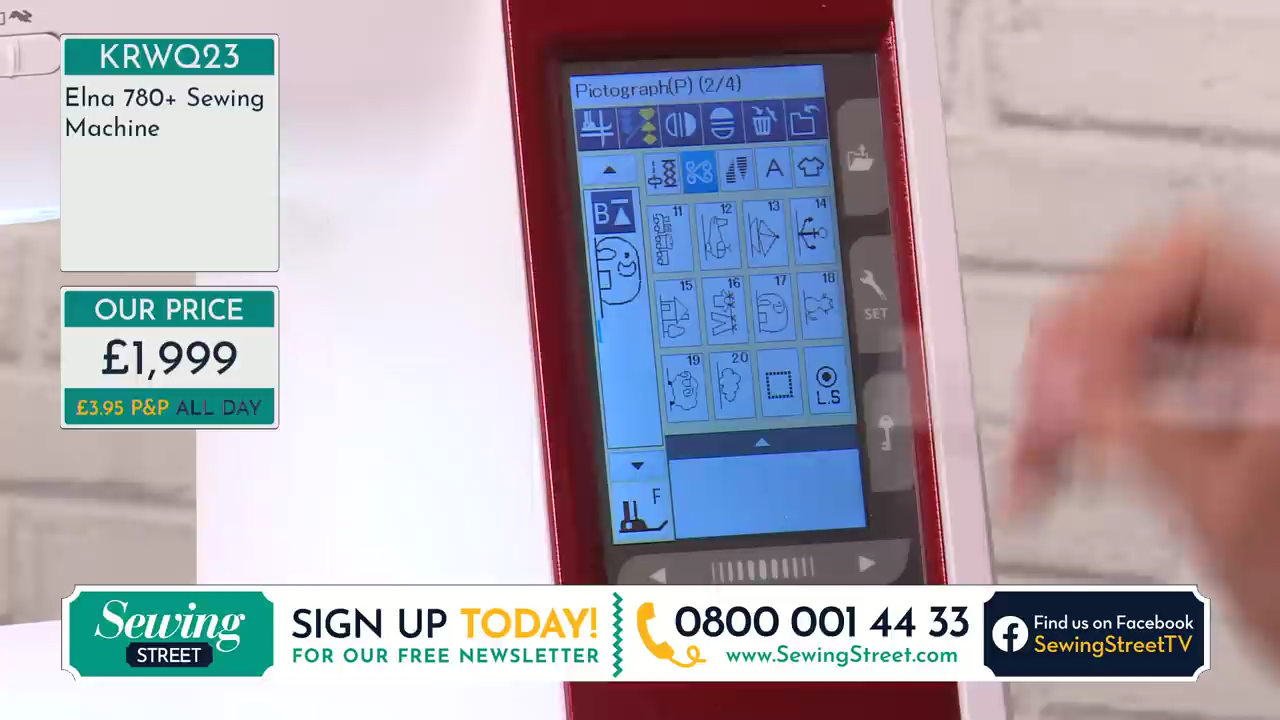 KRWQ23
Elna 780+ Sewing
Machine
OUR PRICE
£1,999
£3.95 P&P ALL DAY
Pictograph(P) (2/4)
A
B
11 12 13 14
15 16 17 18
19 20
L.S
F
SET
Sewing
STREET
SIGN UP TODAY!
FOR OUR FREE NEWSLETTER
0800 001 44 33
www.SewingStreet.com
Find us on Facebook
SewingStreetTV